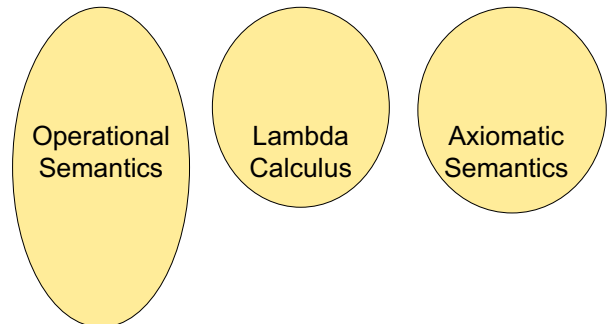 Operational
Semantics
Lambda
Calculus
Axiomatic
Semantics